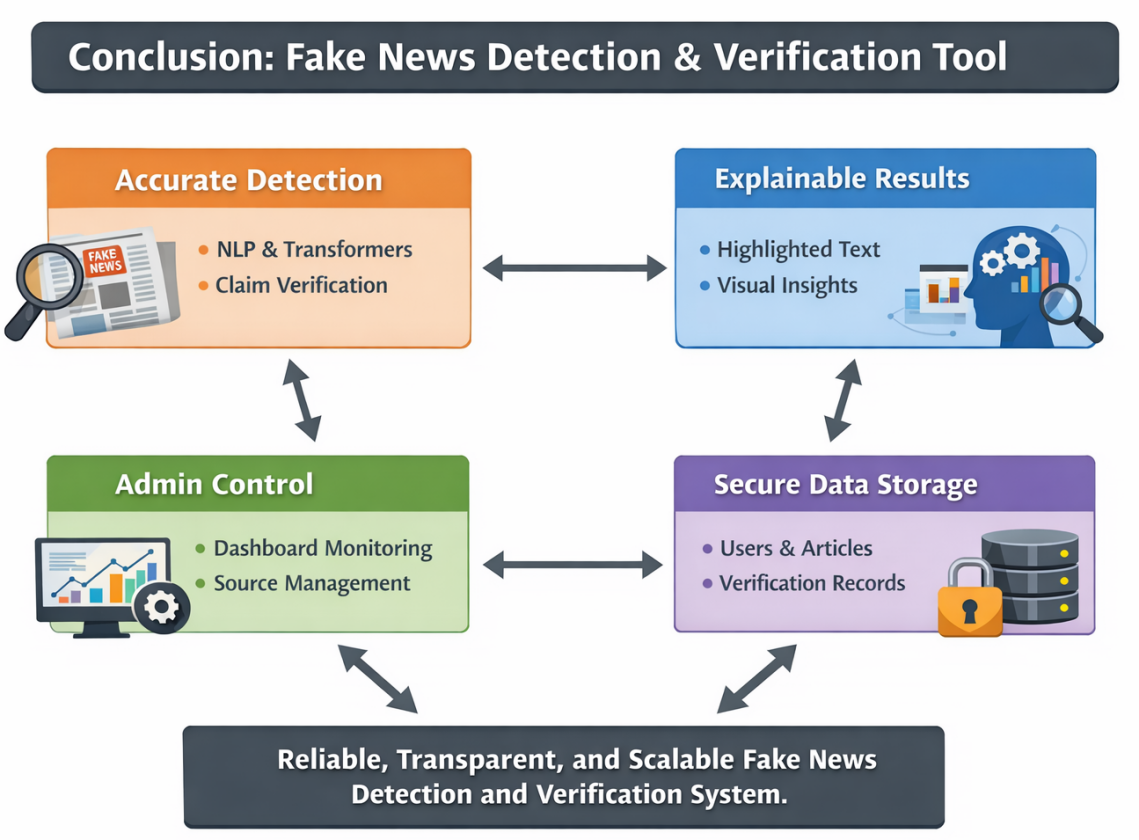 Conclusion: Fake News Detection & Verification Tool
Accurate Detection
FAKE
NEWS
NLP & Transformers
Claim Verification
Explainable Results
Highlighted Text
Visual Insights
Admin Control
Dashboard Monitoring
Source Management
Secure Data Storage
Users & Articles
Verification Records
Reliable, Transparent, and Scalable Fake News
Detection and Verification System.